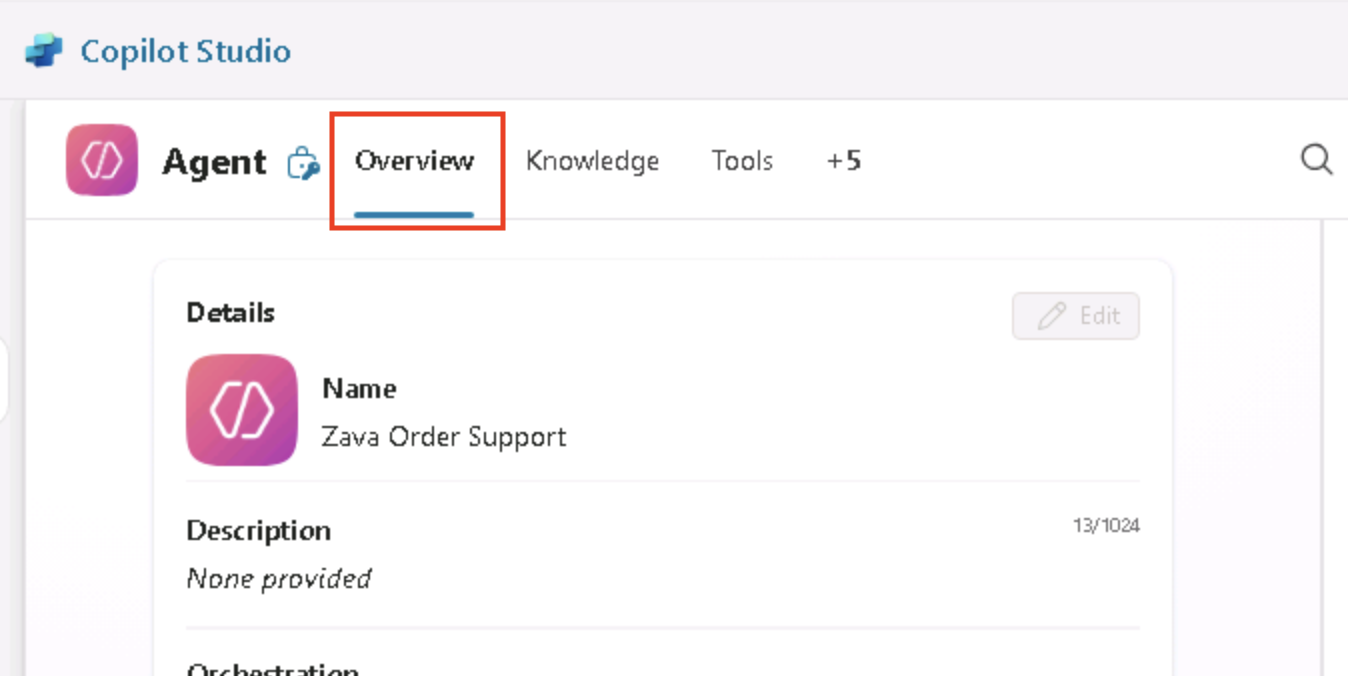 Copilot Studio
Agent Overview Knowledge Tools +5
Details Edit
Name
Zava Order Support
Description 13/1024
None provided
Orchestration